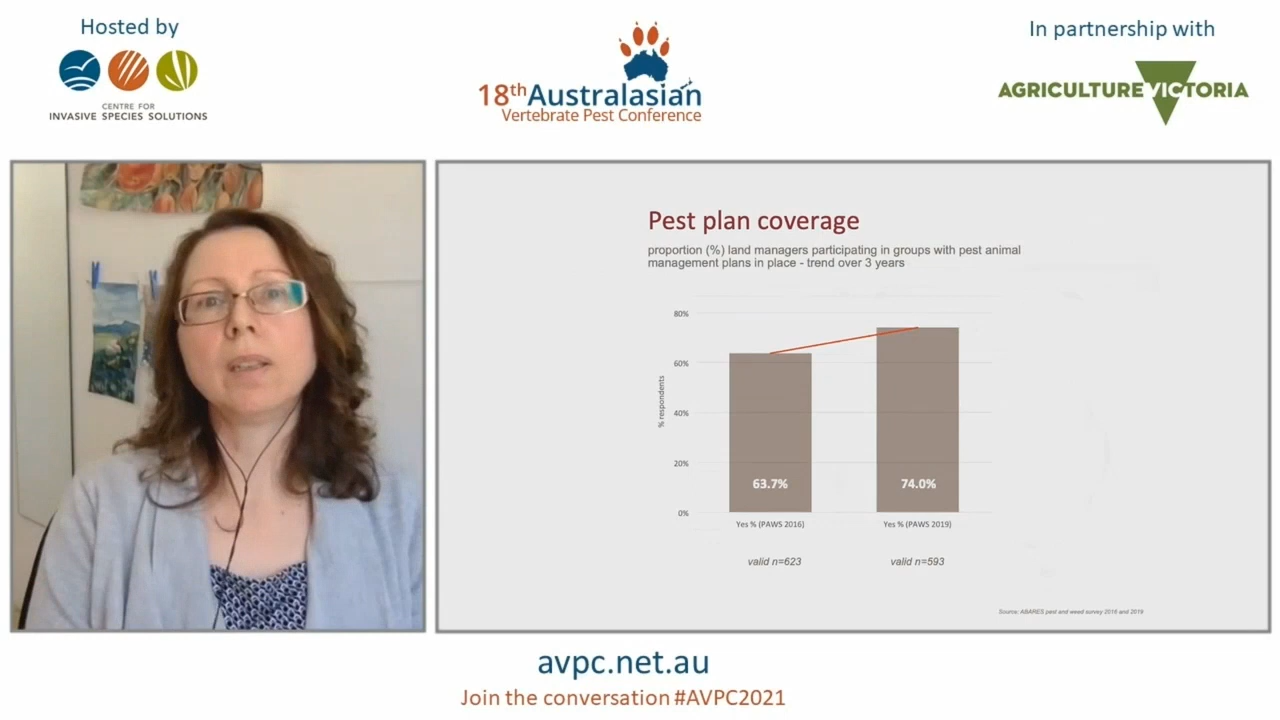 Hosted by
CENTRE FOR
INVASIVE SPECIES SOLUTIONS
18th Australasian
Vertebrate Pest Conference
In partnership with
AGRICULTURE VICTORIA
Pest plan coverage
proportion (%) land managers participating in groups with pest animal
management plans in place - trend over 3 years
80%
60%
40%
20%
0%
% respondents
63.7%
74.0%
Yes % (PAWS 2016)
Yes % (PAWS 2019)
valid n=623
valid n=593
Source: ABARES pest and weed survey 2016 and 2019
avpc.net.au
Join the conversation #AVPC2021